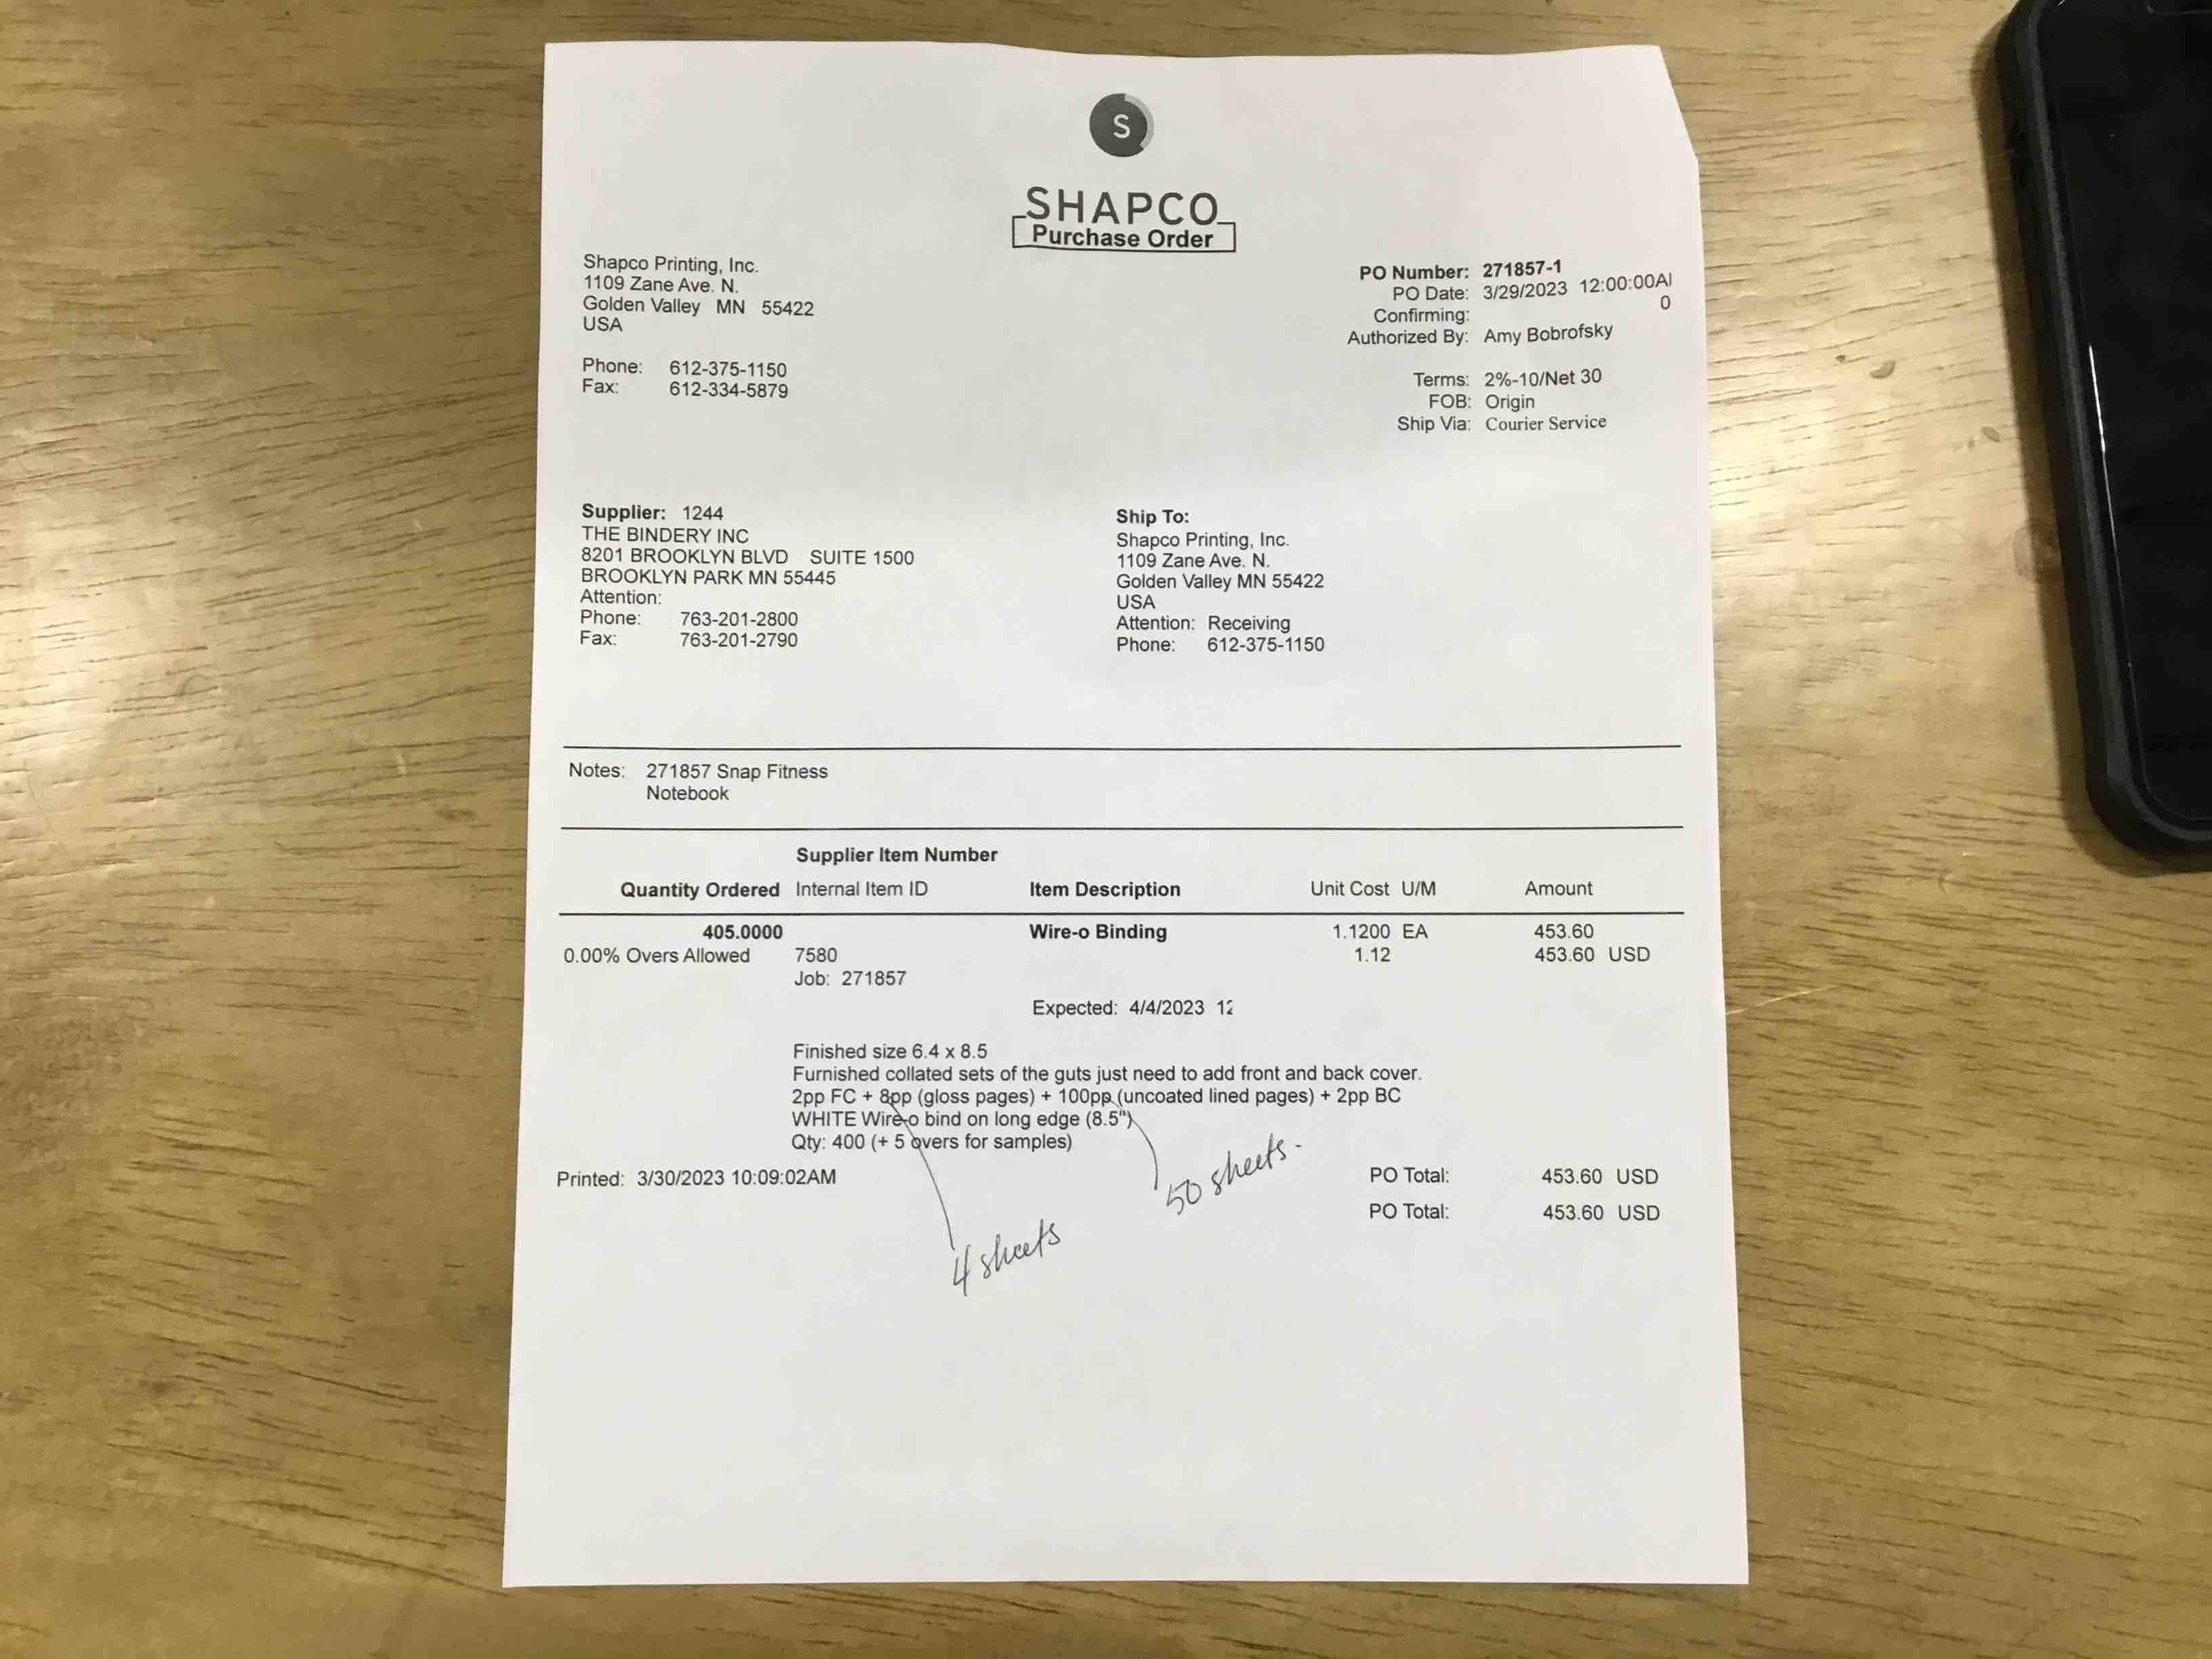 S
SHAPCO
Purchase Order
Shapco Printing, Inc.
1109 Zane Ave. N.
Golden Valley MN 55422
USA
Phone: 612-375-1150
Fax: 612-334-5879
PO Number: 271857-1
PO Date: 3/29/2023 12:00:00AM
0
Confirming:
Authorized By: Amy Bobrofsky
Terms: 2%-10/Net 30
FOB: Origin
Ship Via: Courier Service
Supplier: 1244
THE BINDERY INC
8201 BROOKLYN BLVD SUITE 1500
BROOKLYN PARK MN 55445
Attention:
Phone: 763-201-2800
Fax: 763-201-2790
Ship To:
Shapco Printing, Inc.
1109 Zane Ave. N.
Golden Valley MN 55422
USA
Attention: Receiving
Phone: 612-375-1150
Notes: 271857 Snap Fitness
Notebook
Supplier Item Number
Quantity Ordered Internal Item ID Item Description Unit Cost U/M Amount
405.0000 Wire-o Binding 1.1200 EA 453.60
0.00% Overs Allowed 7580 1.12 453.60 USD
Job: 271857
Expected: 4/4/2023 12
Finished size 6.4 x 8.5
Furnished collated sets of the guts just need to add front and back cover.
2pp FC + 8pp (gloss pages) + 100pp (uncoated lined pages) + 2pp BC
WHITE Wire-o bind on long edge (8.5")
Qty: 400 (+ 5 overs for samples)
50 sheets.
4 sheets
Printed: 3/30/2023 10:09:02AM
PO Total: 453.60 USD
PO Total: 453.60 USD